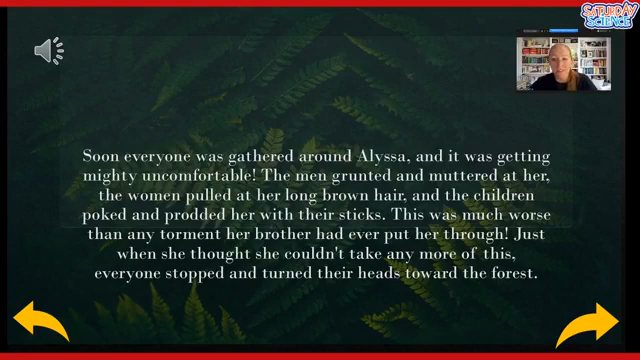 SATURDAY
SCIENCE
Soon everyone was gathered around Alyssa, and it was getting
mighty uncomfortable! The men grunted and muttered at her,
the women pulled at her long brown hair, and the children
poked and prodded her with their sticks. This was much worse
than any torment her brother had ever put her through! Just
when she thought she couldn't take any more of this,
everyone stopped and turned their heads toward the forest.